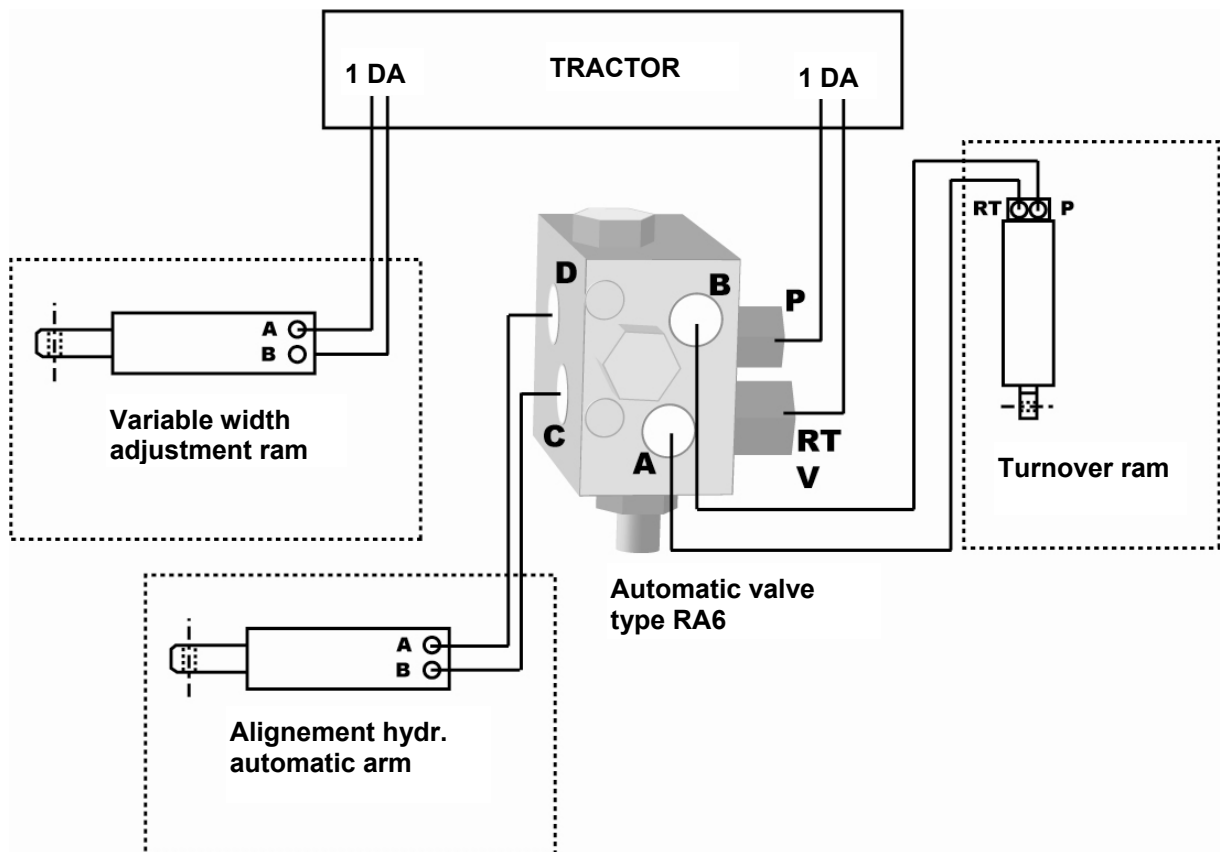 TRACTOR
1 DA
1 DA
RT
P
D
B
P
A
B
Variable width
adjustment ram
C
A
RT
V
Turnover ram
Automatic valve
type RA6
A
B
Alignement hydr.
automatic arm